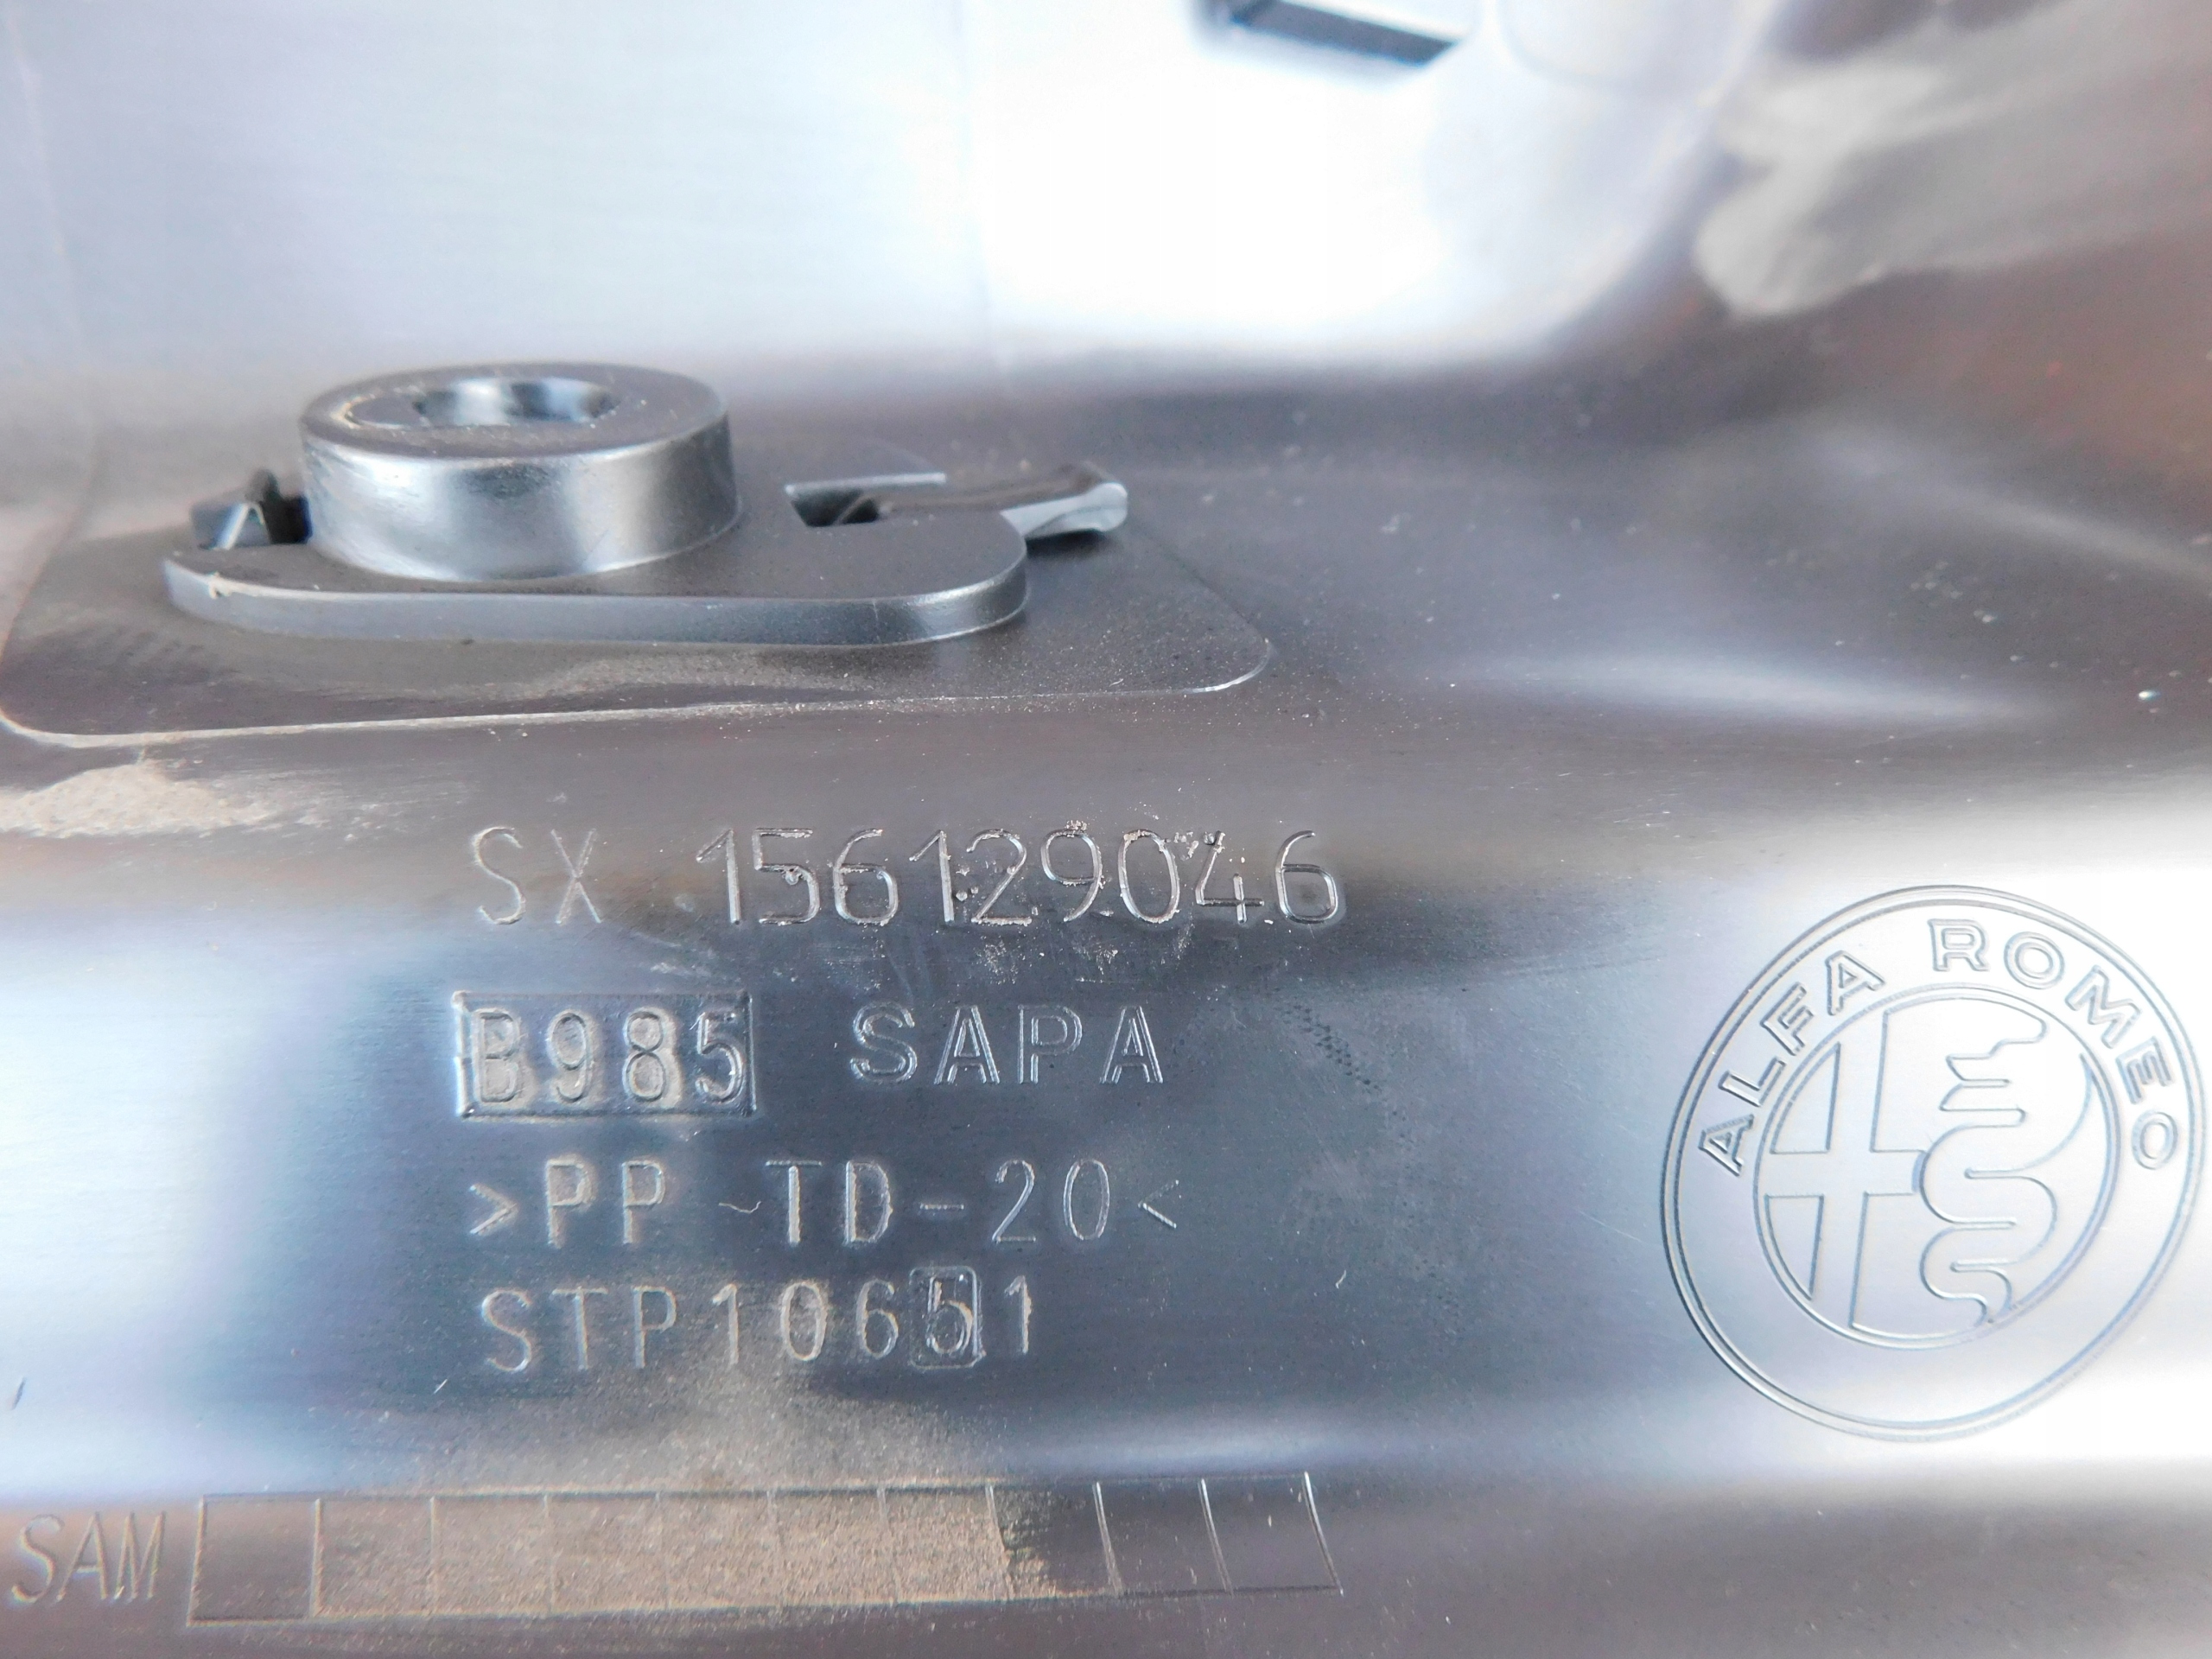 SX 156129046
B985 SAPA
>PP TD-20<
STP10651
ALFA ROMEO
SAM